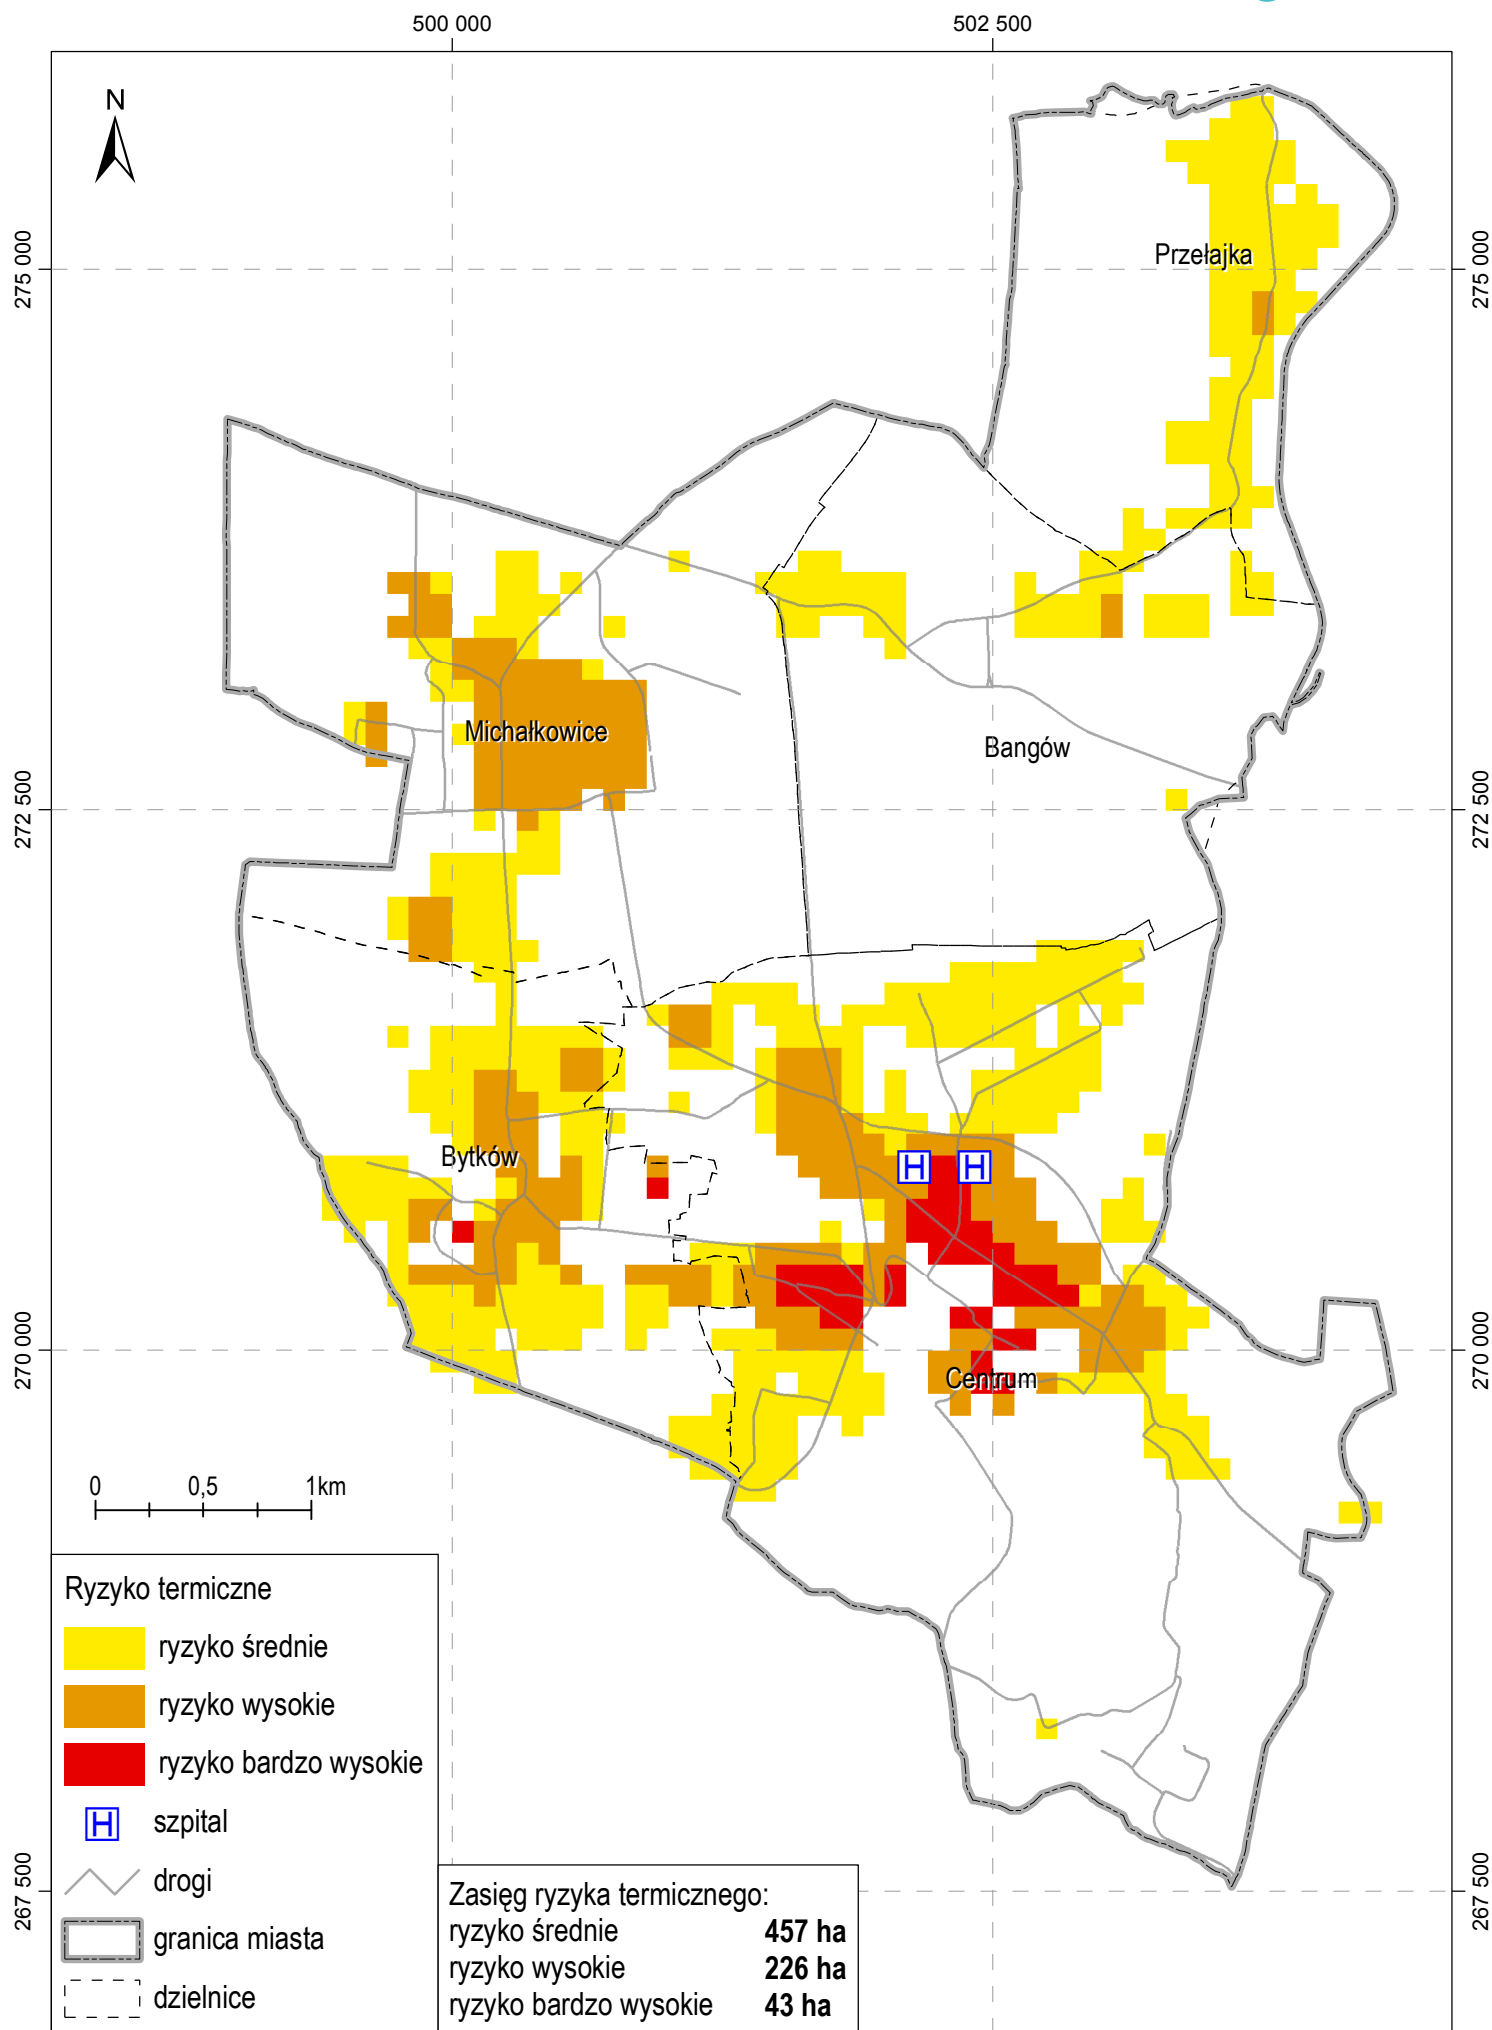 500 000
502 500
N
275 000
275 000
Przełajka
Michałkowice
Bangów
272 500
272 500
Bytków
H
H
270 000
270 000
Centrum
0 0,5 1km
Ryzyko termiczne
ryzyko średnie
ryzyko wysokie
ryzyko bardzo wysokie
H szpital
drogi
granica miasta
dzielnice
267 500
267 500
Zasięg ryzyka termicznego:
ryzyko średnie 457 ha
ryzyko wysokie 226 ha
ryzyko bardzo wysokie 43 ha